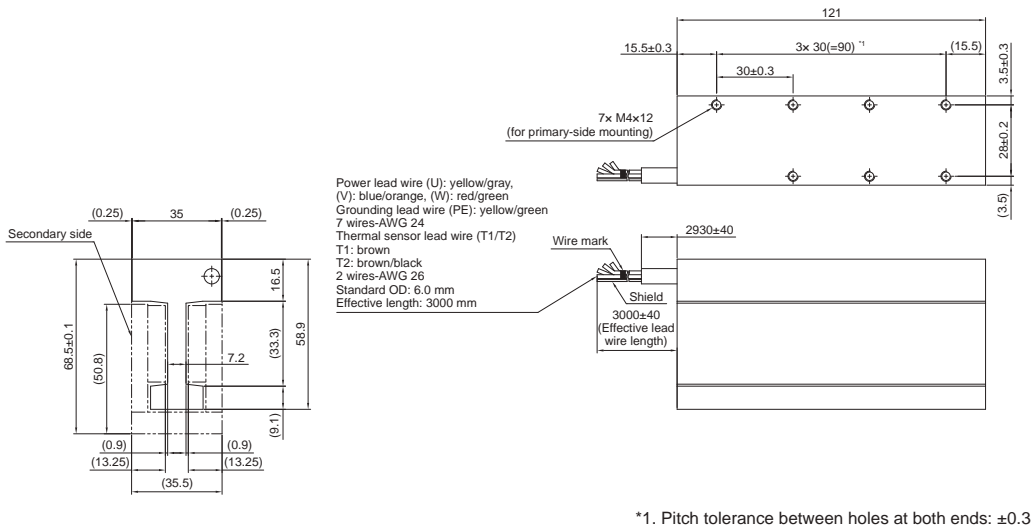 121
15.5±0.3
3× 30(=90) *1
(15.5)
30±0.3
3.5±0.3
7× M4×12
(for primary-side mounting)
28±0.2
(3.5)
Power lead wire (U): yellow/gray,
(V): blue/orange, (W): red/green
Grounding lead wire (PE): yellow/green
7 wires-AWG 24
Thermal sensor lead wire (T1/T2)
T1: brown
T2: brown/black
2 wires-AWG 26
Standard OD: 6.0 mm
Effective length: 3000 mm
(0.25)
35
(0.25)
Secondary side
16.5
68.5±0.1
(50.8)
(33.3)
58.9
7.2
(9.1)
(0.9)
(0.9)
(13.25)
(13.25)
(35.5)
2930±40
Wire mark
Shield
3000±40
(Effective lead
wire length)
*1. Pitch tolerance between holes at both ends: ±0.3